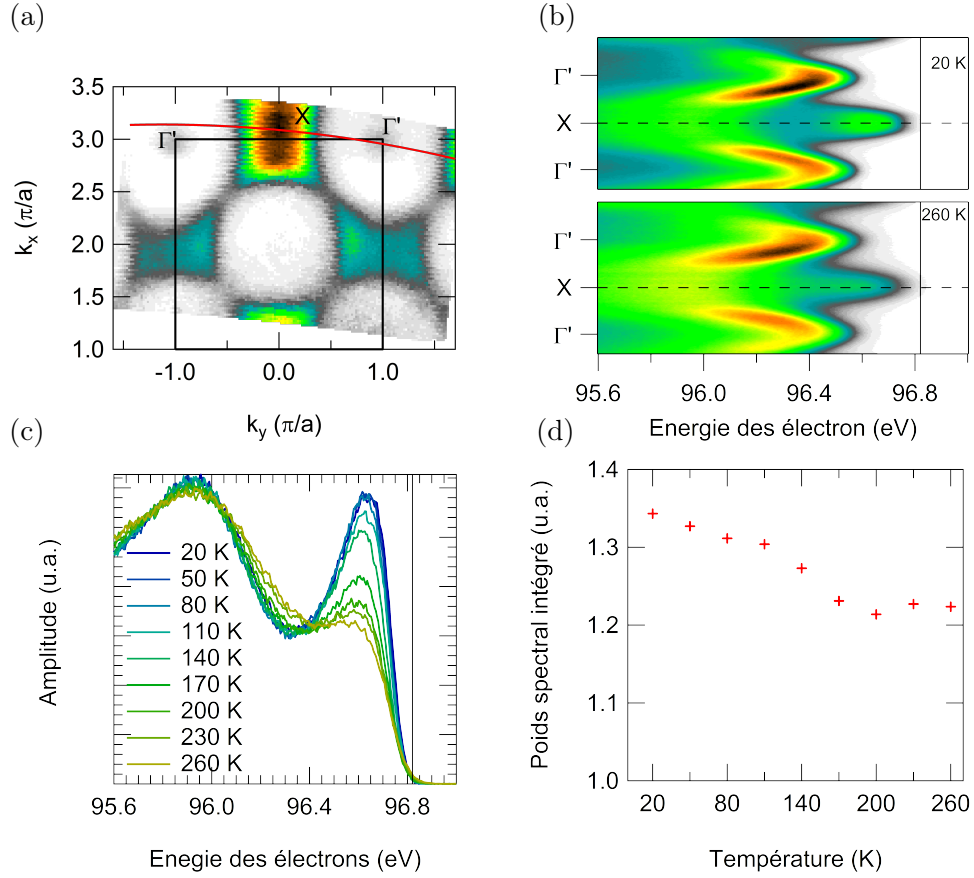 (a)
3.5
3.0
2.5
2.0
1.5
1.0
kx (π/a)
Γ'
X
Γ'
-1.0
0.0
1.0
ky (π/a)
(b)
Γ'
X
Γ'
20 K
Γ'
X
Γ'
260 K
95.6
96.0
96.4
96.8
Energie des électron (eV)
(c)
Amplitude (u.a.)
20 K
50 K
80 K
110 K
140 K
170 K
200 K
230 K
260 K
95.6
96.0
96.4
96.8
Enegie des électrons (eV)
(d)
Poids spectral intégré (u.a.)
1.4
1.3
1.2
1.1
1.0
20
80
140
200
260
Température (K)